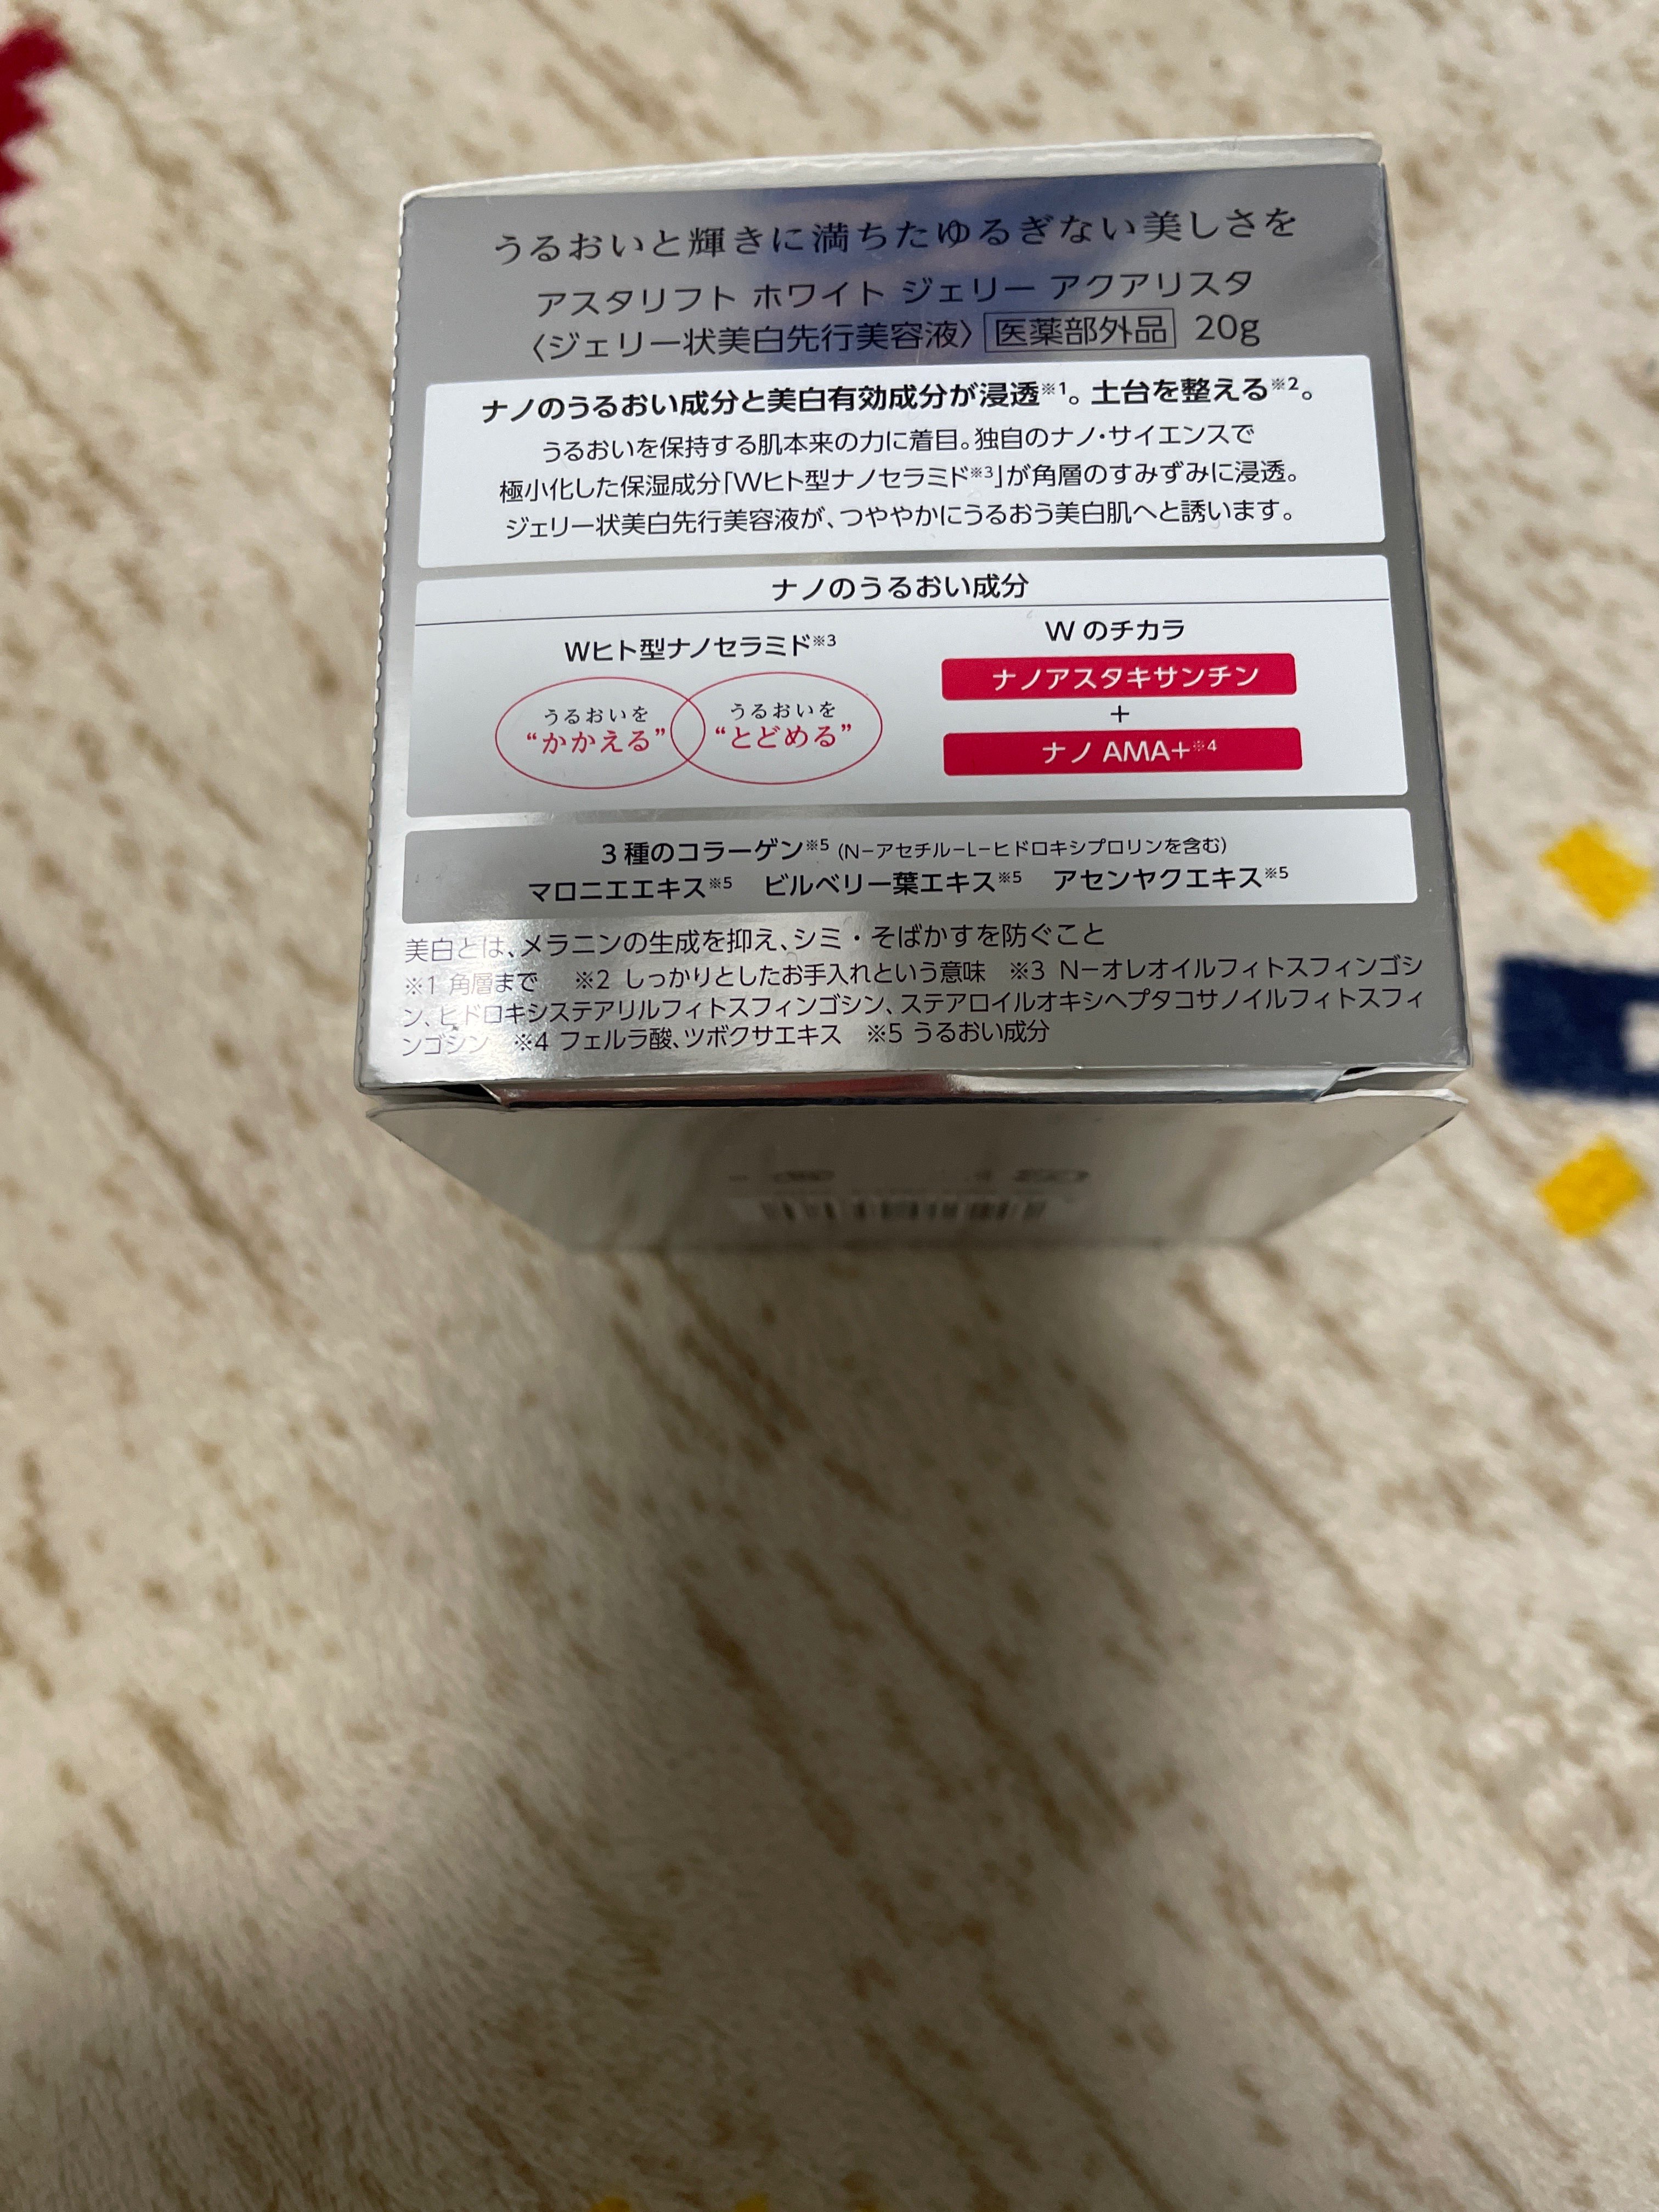 うるおいと輝きに満ちたゆるぎない美しさを
アスタリフト ホワイト ジェリー アクアリスタ
〈ジェリー状美白先行美容液〉 医薬部外品 20g
ナノのうるおい成分と美白有効成分が浸透※1。土台を整える※2。
うるおいを保持する肌本来の力に着目。独自のナノ・サイエンスで
極小化した保湿成分「Wヒト型ナノセラミド※3」が角層のすみずみに浸透。
ジェリー状美白先行美容液が、つややかにうるおう美白肌へと誘います。
ナノのうるおい成分
Wヒト型ナノセラミド※3
うるおいを
“かかえる”
うるおいを
“とどめる”
W のチカラ
ナノアスタキサンチン
+
ナノ AMA+※4
3種のコラーゲン※5 (N−アセチル−L−ヒドロキシプロリンを含む)
マロニエエキス※5 ビルベリー葉エキス※5 アセンヤクエキス※5
美白とは、メラニンの生成を抑え、シミ・そばかすを防ぐこと
※1 角層まで ※2 しっかりとしたお手入れという意味 ※3 N−オレオイルフィトスフィンゴシ
ン、ヒドロキシステアリルフィトスフィンゴシン、ステアロイルオキシヘプタコサノイルフィトスフィ
ンゴシン ※4 フェルラ酸、ツボクサエキス ※5 うるおい成分